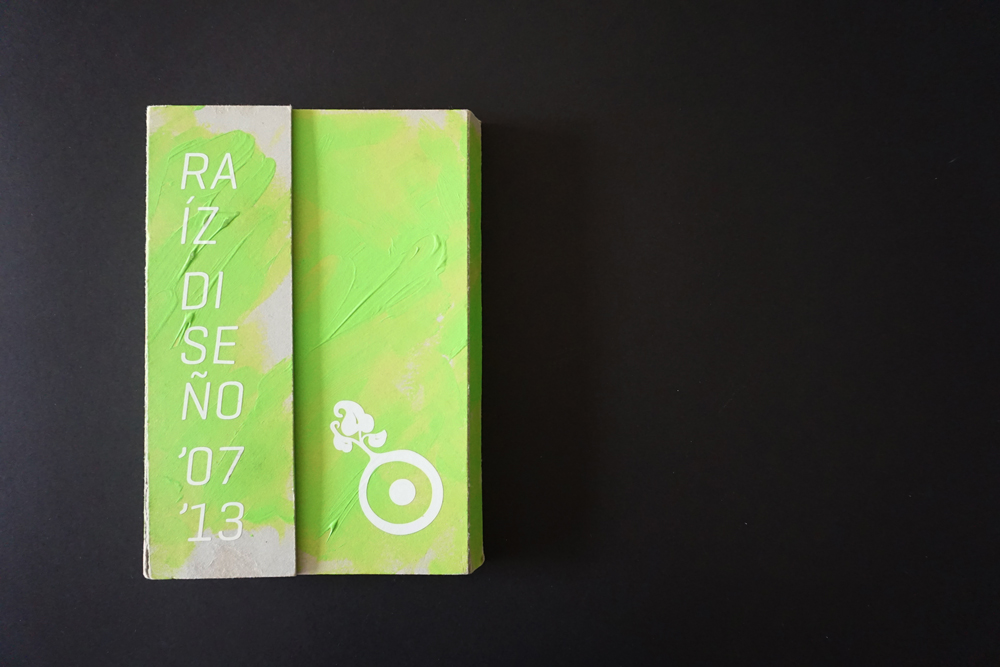 RA
ÍZ
DI
SE
ÑO
'07
'13